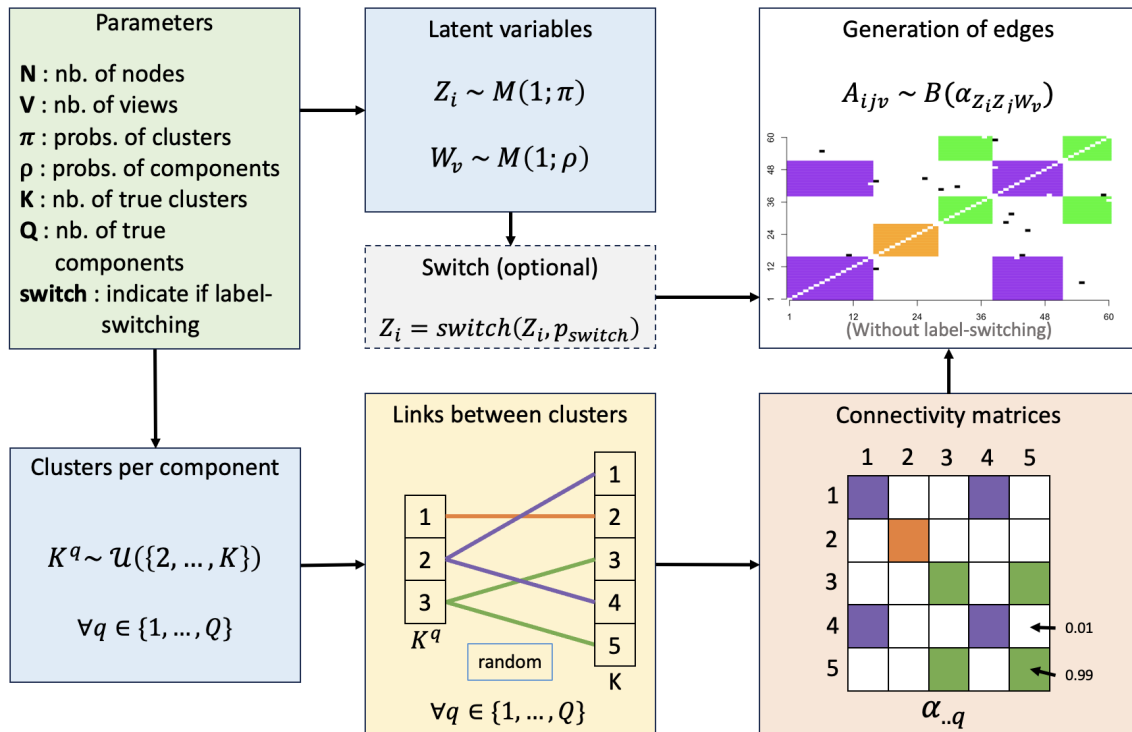 Parameters
N : nb. of nodes
V : nb. of views
π : probs. of clusters
ρ : probs. of components
K : nb. of true clusters
Q : nb. of true
components
switch : indicate if label-
switching
Latent variables
Z_i ∼ M(1; π)
W_v ∼ M(1; ρ)
Switch (optional)
Z_i = switch(Z_i, p_switch)
Generation of edges
A_ijv ∼ B(α_{Z_i Z_j W_v})
60
48
36
24
12
1
1 12 24 36 48 60
(Without label-switching)
Clusters per component
K^q ∼ 𝒰({2, … , K})
∀q ∈ {1, … , Q}
Links between clusters
1
2
3
K^q
1
2
3
4
5
K
random
∀q ∈ {1, … , Q}
Connectivity matrices
1 2 3 4 5
1
2
3
4
5
0.01
0.99
α_{..q}